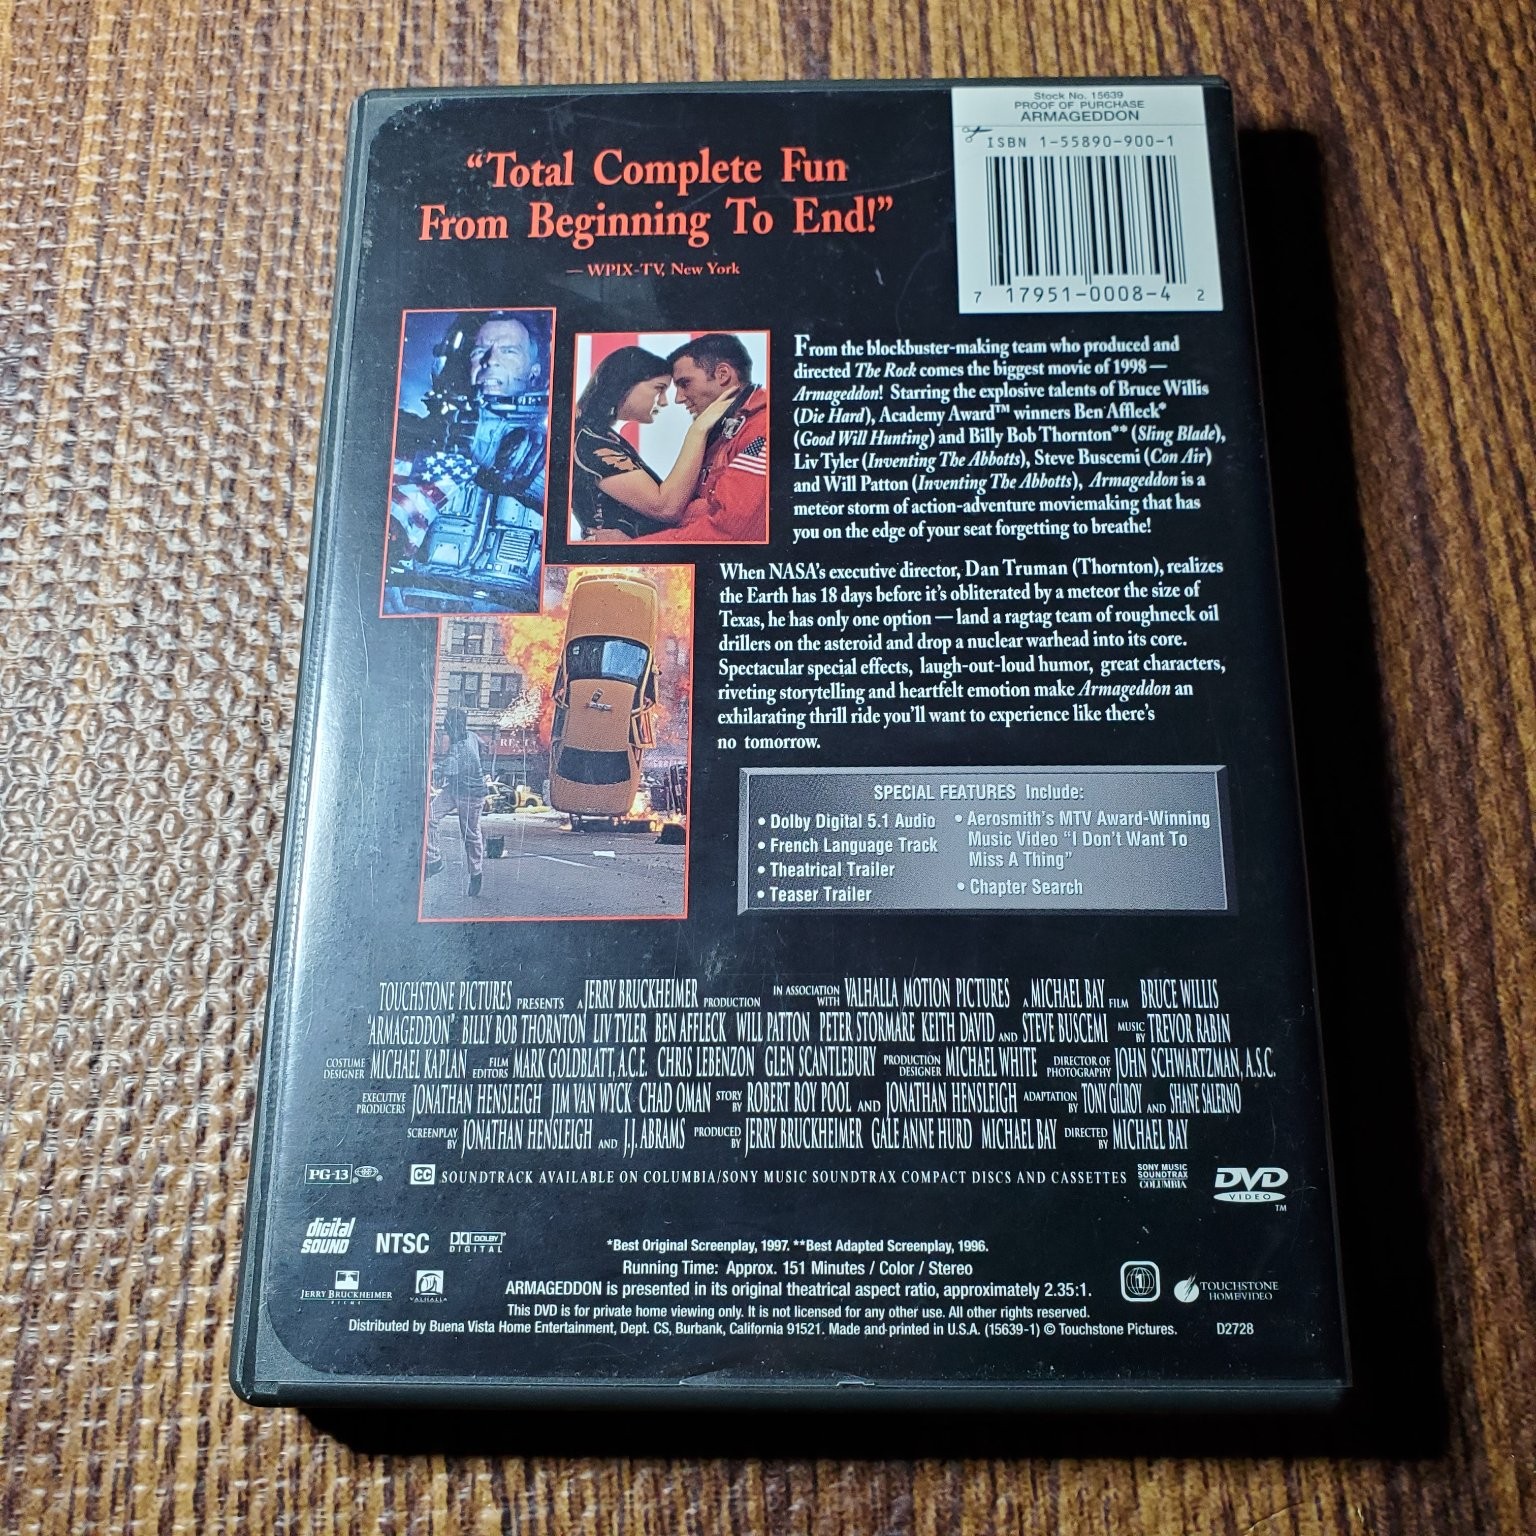 Stock No. 15639
PROOF OF PURCHASE
ARMAGEDDON
ISBN 1-55890-900-1
7 17951-0008-4 2
“Total Complete Fun
From Beginning To End!”
— WPIX-TV, New York
From the blockbuster-making team who produced and
directed The Rock comes the biggest movie of 1998 —
Armageddon! Starring the explosive talents of Bruce Willis
(Die Hard), Academy Award™ winners Ben Affleck*
(Good Will Hunting) and Billy Bob Thornton** (Sling Blade),
Liv Tyler (Inventing The Abbotts), Steve Buscemi (Con Air)
and Will Patton (Inventing The Abbotts), Armageddon is a
meteor storm of action-adventure moviemaking that has
you on the edge of your seat forgetting to breathe!
When NASA's executive director, Dan Truman (Thornton), realizes
the Earth has 18 days before it's obliterated by a meteor the size of
Texas, he has only one option — land a ragtag team of roughneck oil
drillers on the asteroid and drop a nuclear warhead into its core.
Spectacular special effects, laugh-out-loud humor, great characters,
riveting storytelling and heartfelt emotion make Armageddon an
exhilarating thrill ride you'll want to experience like there's
no tomorrow.
SPECIAL FEATURES Include:
• Dolby Digital 5.1 Audio
• French Language Track
• Theatrical Trailer
• Teaser Trailer
• Aerosmith's MTV Award-Winning
Music Video “I Don't Want To
Miss A Thing”
• Chapter Search
TOUCHSTONE PICTURES PRESENTS A JERRY BRUCKHEIMER PRODUCTION IN ASSOCIATION WITH VALHALLA MOTION PICTURES A MICHAEL BAY FILM BRUCE WILLIS
“ARMAGEDDON” BILLY BOB THORNTON LIV TYLER BEN AFFLECK WILL PATTON PETER STORMARE KEITH DAVID AND STEVE BUSCEMI MUSIC BY TREVOR RABIN
COSTUME DESIGNER MICHAEL KAPLAN FILM EDITORS MARK GOLDBLATT, A.C.E. CHRIS LEBENZON GLEN SCANTLEBURY PRODUCTION DESIGNER MICHAEL WHITE DIRECTOR OF PHOTOGRAPHY JOHN SCHWARTZMAN, A.S.C.
EXECUTIVE PRODUCERS JONATHAN HENSLEIGH JIM VAN WYCK CHAD OMAN STORY BY ROBERT ROY POOL AND JONATHAN HENSLEIGH ADAPTATION BY TONY GILROY AND SHANE SALERNO
SCREENPLAY BY JONATHAN HENSLEIGH AND J.J. ABRAMS PRODUCED BY JERRY BRUCKHEIMER GALE ANNE HURD MICHAEL BAY DIRECTED BY MICHAEL BAY
PG-13 CC SOUNDTRACK AVAILABLE ON COLUMBIA/SONY MUSIC SOUNDTRAX COMPACT DISCS AND CASSETTES
SONY MUSIC
SOUNDTRAX
COLUMBIA
DVD
VIDEO
TM
digital
SOUND
NTSC
DOLBY
DIGITAL
*Best Original Screenplay, 1997. **Best Adapted Screenplay, 1996.
Running Time: Approx. 151 Minutes / Color / Stereo
JERRY BRUCKHEIMER
FILMS
VALHALLA
ARMAGEDDON is presented in its original theatrical aspect ratio, approximately 2.35:1.
1
TOUCHSTONE
HOME VIDEO
This DVD is for private home viewing only. It is not licensed for any other use. All other rights reserved.
Distributed by Buena Vista Home Entertainment, Dept. CS, Burbank, California 91521. Made and printed in U.S.A. (15639-1) © Touchstone Pictures. D2728